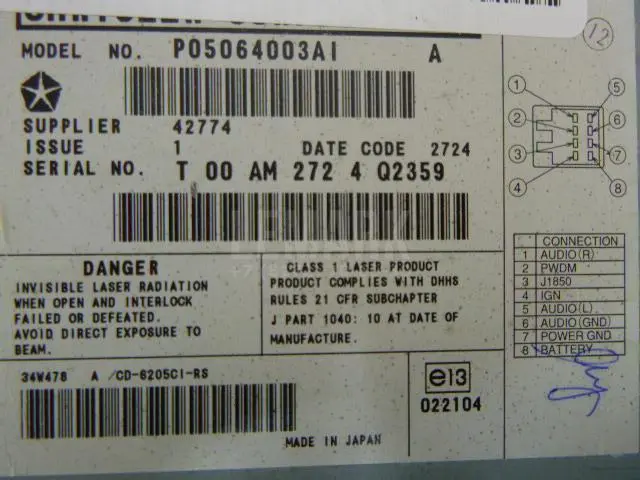 MODEL NO. P05064003AI A
SUPPLIER 42774
ISSUE 1 DATE CODE 2724
SERIAL NO. T 00 AM 272 4 Q2359
DANGER
INVISIBLE LASER RADIATION
WHEN OPEN AND INTERLOCK
FAILED OR DEFEATED.
AVOID DIRECT EXPOSURE TO
BEAM.
CLASS 1 LASER PRODUCT
PRODUCT COMPLIES WITH DHHS
RULES 21 CFR SUBCHAPTER
J PART 1040: 10 AT DATE OF
MANUFACTURE.
34W478 A /CD-6205CI-RS
MADE IN JAPAN
e13
022104
12
1 5
2 6
3 7
4 8
CONNECTION
1 AUDIO(R)
2 PWDM
3 J1850
4 IGN
5 AUDIO(L)
6 AUDIO(GND)
7 POWER GND
8 BATTERY